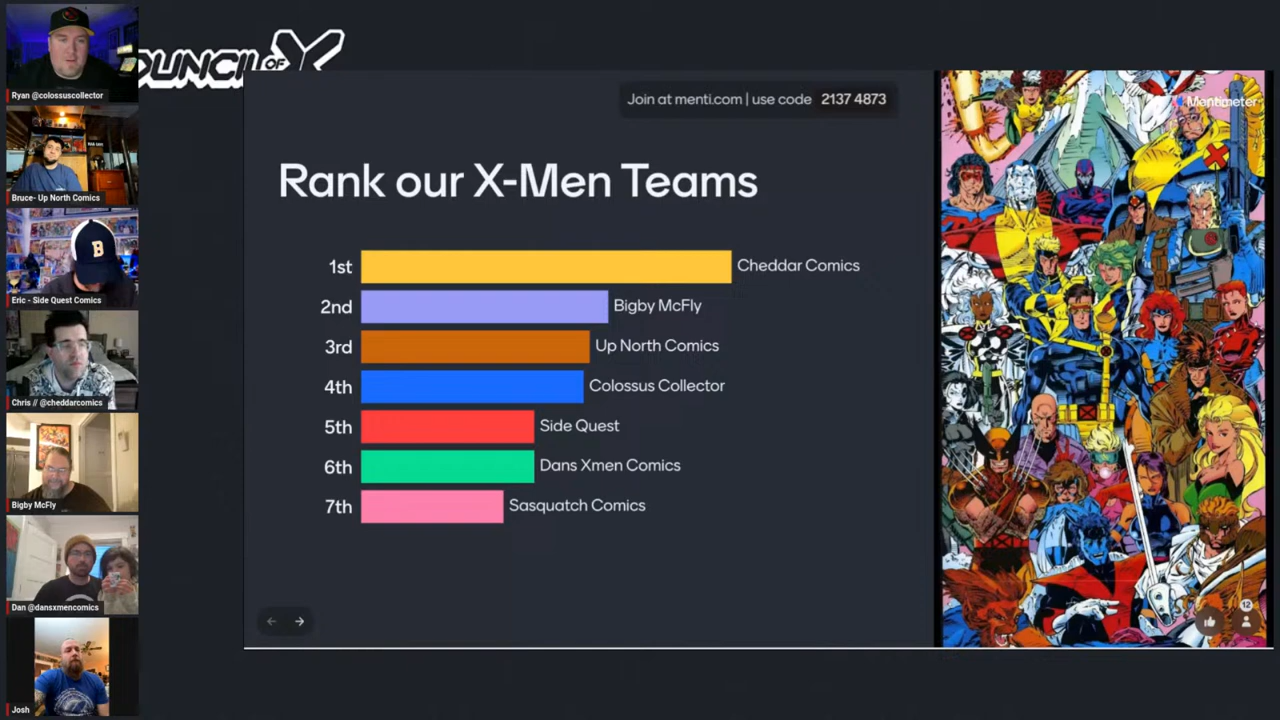 Ryan @colossuscollector
Bruce- Up North Comics
B
Eric - Side Quest Comics
Chris // @cheddarcomics
Bigby McFly
Dan @dansxmencomics
Josh
OF X
Join at menti.com | use code 2137 4873
Mentimeter
Rank our X-Men Teams
1st Cheddar Comics
2nd Bigby McFly
3rd Up North Comics
4th Colossus Collector
5th Side Quest
6th Dans Xmen Comics
7th Sasquatch Comics
12